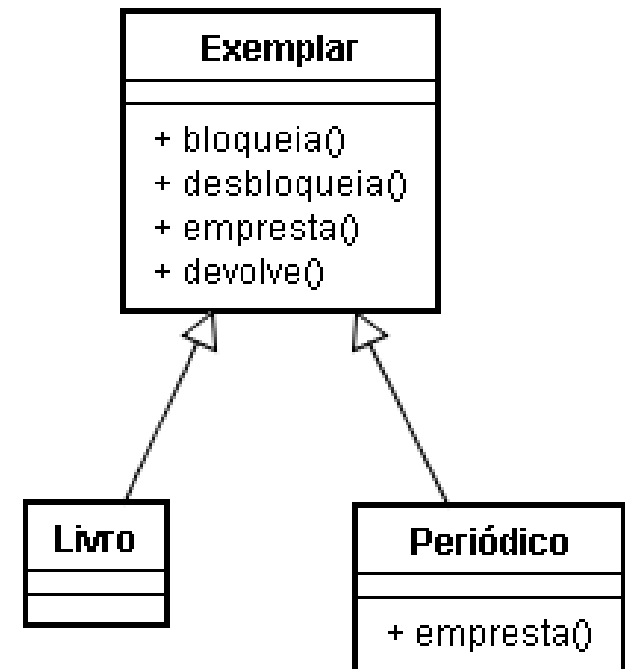 Exemplar
+ bloqueia()
+ desbloqueia()
+ empresta()
+ devolve()
Livro
Periódico
+ empresta()